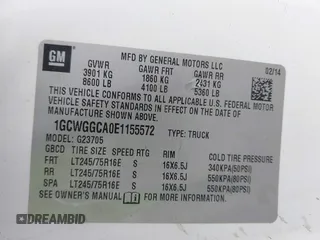 GM
MFD BY GENERAL MOTORS LLC
02/14
GVWR GAWR FRT GAWR RR
3901 KG 1860 KG 2431 KG
8600 LB 4100 LB 5360 LB
THIS VEHICLE CONFORMS TO ALL APPLICABLE U.S. FEDERAL
MOTOR VEHICLE SAFETY STANDARDS IN EFFECT ON THE DATE
OF MANUFACTURE SHOWN ABOVE.
1GCWGGCA0E1155572 TYPE: TRUCK
MODEL: G23705
GBCD TIRE SIZE SPEED RTG RIM COLD TIRE PRESSURE
FRT LT245/75R16E S 16X6.5J 340KPA(50PSI)
RR LT245/75R16E S 16X6.5J 550KPA(80PSI)
SPA LT245/75R16E S 16X6.5J 550KPA(80PSI)
SEE OWNER'S MANUAL FOR MORE INFORMATION.
DREAMBID